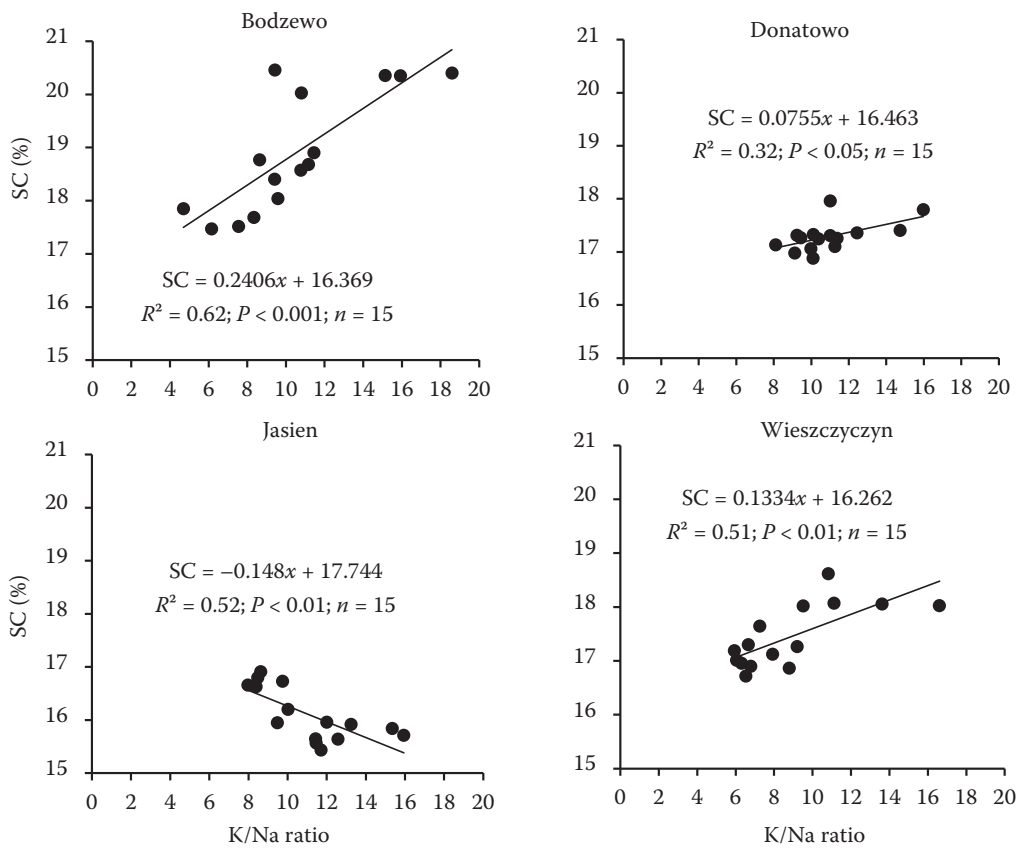 Bodzewo
21
20
19
18
17
16
15
SC (%)
SC = 0.2406x + 16.369
R² = 0.62; P < 0.001; n = 15
0 2 4 6 8 10 12 14 16 18 20
Donatowo
21
20
19
18
17
16
15
SC = 0.0755x + 16.463
R² = 0.32; P < 0.05; n = 15
0 2 4 6 8 10 12 14 16 18 20
Jasien
21
20
19
18
17
16
15
SC (%)
SC = −0.148x + 17.744
R² = 0.52; P < 0.01; n = 15
0 2 4 6 8 10 12 14 16 18 20
K/Na ratio
Wieszczyczyn
21
20
19
18
17
16
15
SC = 0.1334x + 16.262
R² = 0.51; P < 0.01; n = 15
0 2 4 6 8 10 12 14 16 18 20
K/Na ratio